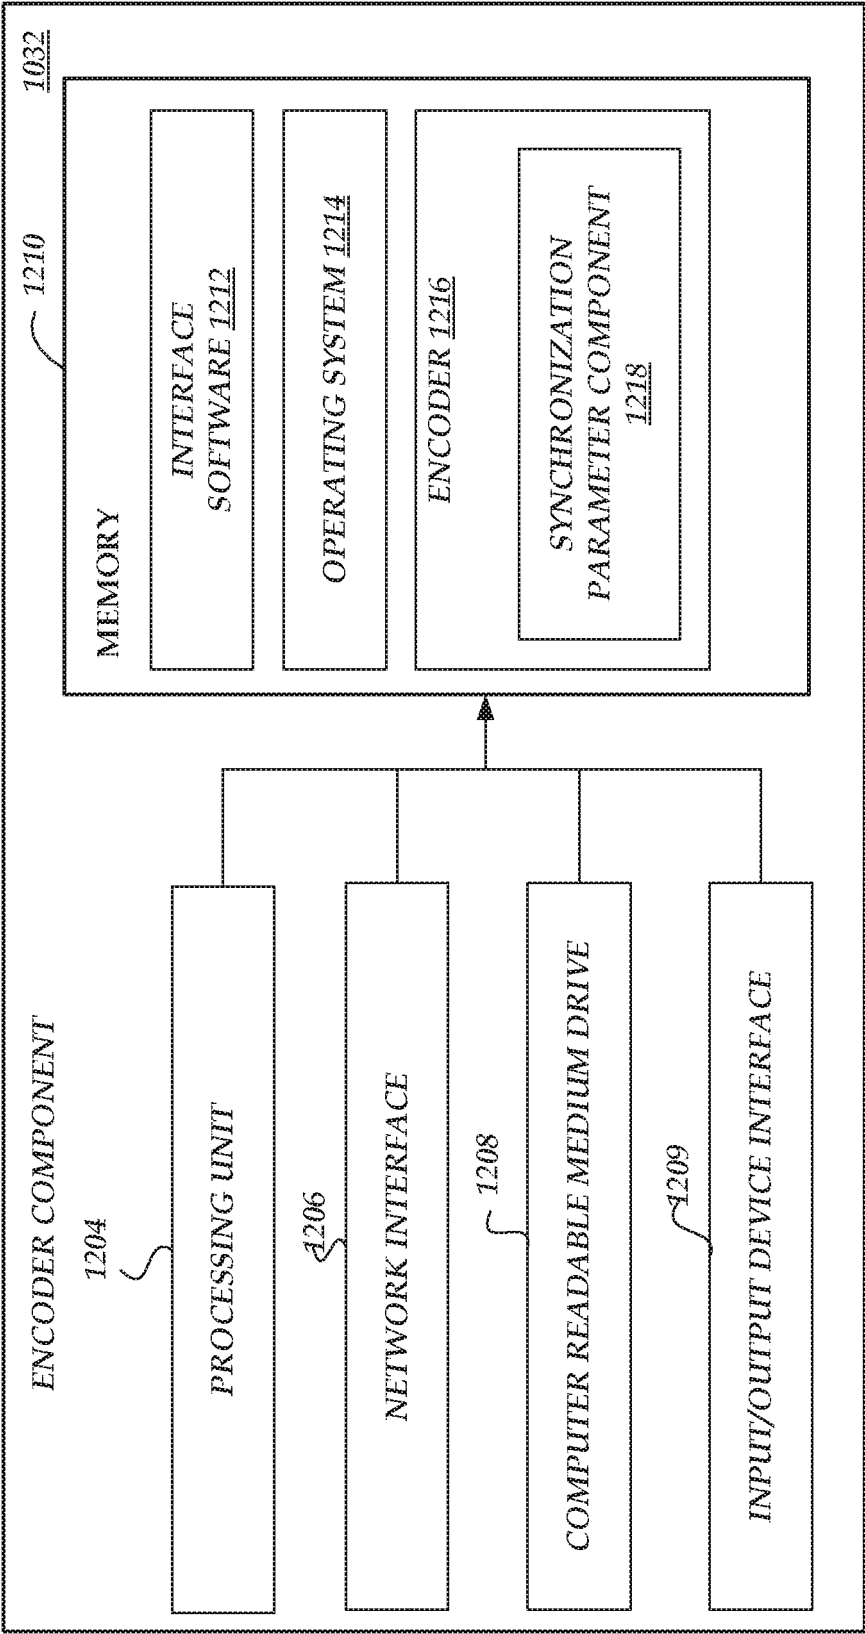 ENCODER COMPONENT
1032
1204
PROCESSING UNIT
1206
NETWORK INTERFACE
1208
COMPUTER READABLE MEDIUM DRIVE
1209
INPUT/OUTPUT DEVICE INTERFACE
1210
MEMORY
INTERFACE
SOFTWARE 1212
OPERATING SYSTEM 1214
ENCODER 1216
SYNCHRONIZATION
PARAMETER COMPONENT
1218